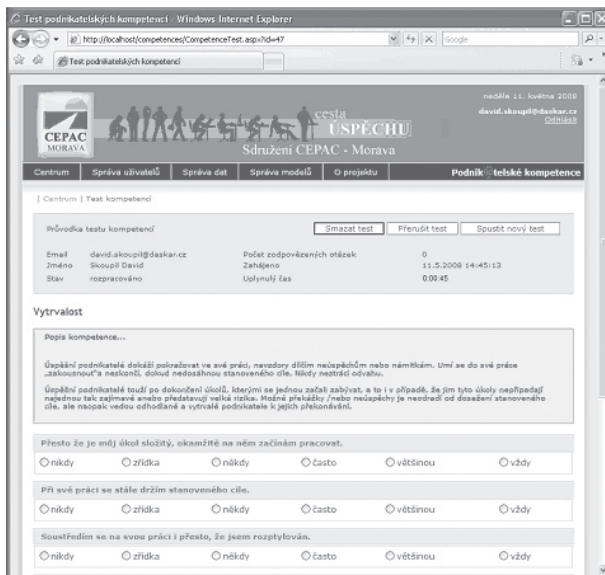 Test podnikatelských kompetencí - Windows Internet Explorer
http://localhost/competences/CompetenceTest.aspx?id=47
Google
Test podnikatelských kompetencí
neděle 11. května 2008
david.skoupil@daskar.cz
Odhlásit
CEPAC
MORAVA
cesta
ÚSPĚCHU
Sdružení CEPAC - Morava
Centrum | Správa uživatelů | Správa dat | Správa modelů | O projektu
Podnik@telské kompetence
| Centrum | Test kompetencí
Průvodka testu kompetencí Smazat test Přerušit test Spustit nový test
Email david.skoupil@daskar.cz Počet zodpovězených otázek 0
Jméno Skoupil David Zahájeno 11.5.2008 14:45:13
Stav rozpracováno Uplynulý čas 0:00:45
Vytrvalost
Popis kompetence...
Úspěšní podnikatelé dokáží pokračovat ve své práci, navzdory dílčím neúspěchům nebo námitkám. Umí se do své práce
„zakousnout"a neskončí, dokud nedosáhnou stanoveného cíle. Nikdy neztrácí odvahu.
Úspěšní podnikatelé touží po dokončení úkolů, kterými se jednou začali zabývat, a to i v případě, že jim tyto úkoly nepřipadají
najednou tak zajímavé anebo představují velká rizika. Možné překážky /nebo neúspěchy je neodradí od dosažení stanoveného
cíle, ale naopak vedou odhodlané a vytrvalé podnikatele k jejich překonávání.
Přesto že je můj úkol složitý, okamžitě na něm začínám pracovat.
nikdy zřídka někdy často většinou vždy
Při své práci se stále držím stanoveného cíle.
nikdy zřídka někdy často většinou vždy
Soustředím se na svou práci i přesto, že jsem rozptylován.
nikdy zřídka někdy často většinou vždy